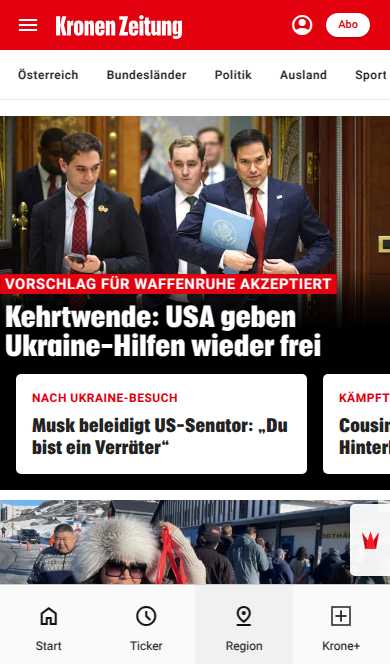 Kronen Zeitung
Abo
Österreich Bundesländer Politik Ausland Sport
VORSCHLAG FÜR WAFFENRUHE AKZEPTIERT
Kehrtwende: USA geben
Ukraine-Hilfen wieder frei
NACH UKRAINE-BESUCH
Musk beleidigt US-Senator: „Du
bist ein Verräter“
KÄMPFT
Cousin
Hinterl
Start Ticker Region Krone+